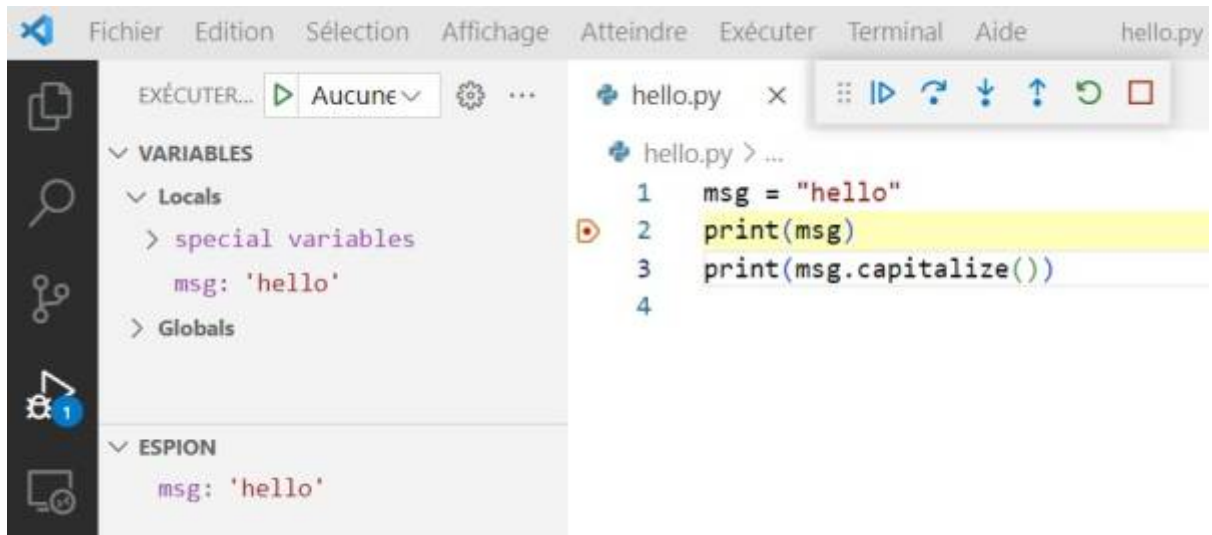 Fichier Edition Sélection Affichage Atteindre Exécuter Terminal Aide hello.py
EXÉCUTER... Aucune
VARIABLES
Locals
special variables
msg: 'hello'
Globals
1
ESPION
msg: 'hello'
hello.py
hello.py > ...
1 msg = "hello"
2 print(msg)
3 print(msg.capitalize())
4